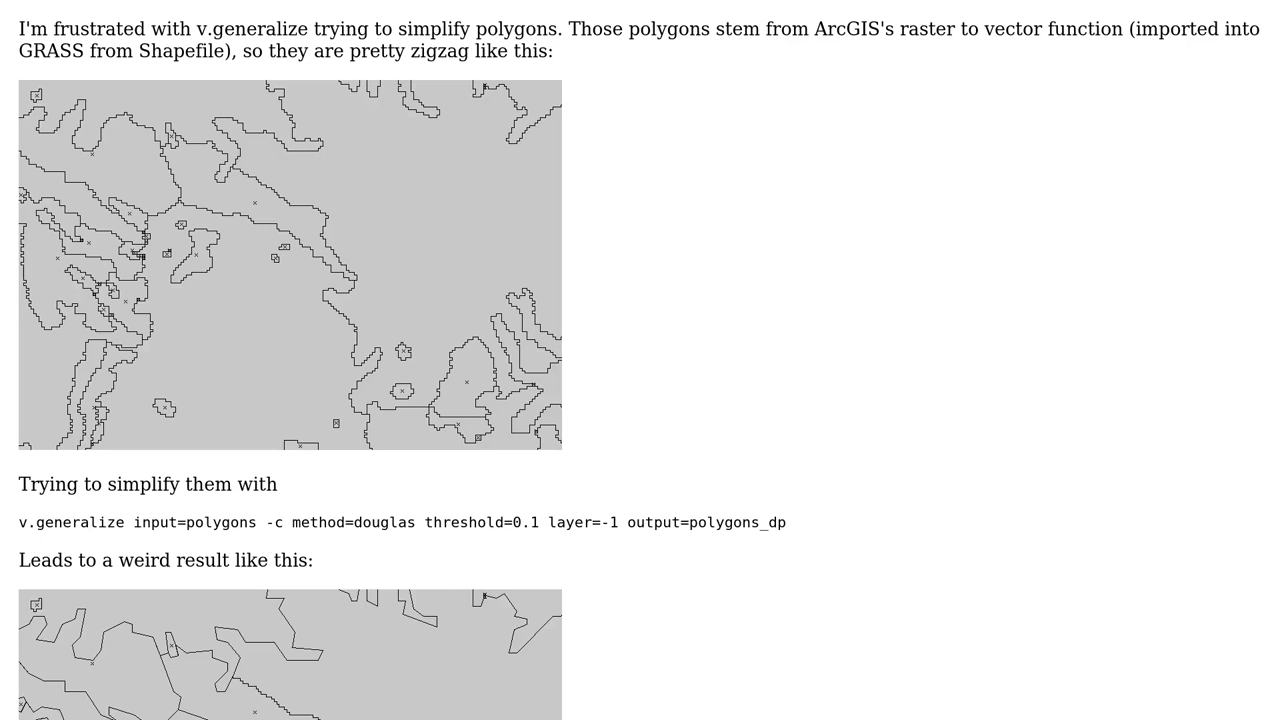 I'm frustrated with v.generalize trying to simplify polygons. Those polygons stem from ArcGIS's raster to vector function (imported into
GRASS from Shapefile), so they are pretty zigzag like this:
Trying to simplify them with
v.generalize input=polygons -c method=douglas threshold=0.1 layer=-1 output=polygons_dp
Leads to a weird result like this: